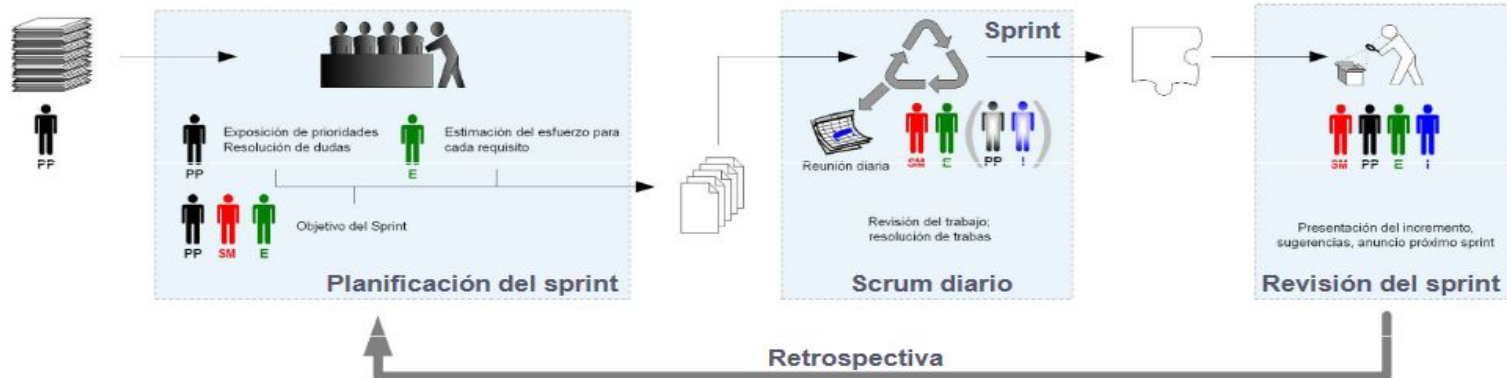 PP
Exposición de prioridades
Resolución de dudas
PP
Estimación del esfuerzo para
cada requisito
E
Objetivo del Sprint
PP SM E
Planificación del sprint
Sprint
Reunión diaria
SM E ( PP I )
Revisión del trabajo;
resolución de trabas
Scrum diario
SM PP E I
Presentación del incremento,
sugerencias, anuncio próximo sprint
Revisión del sprint
Retrospectiva